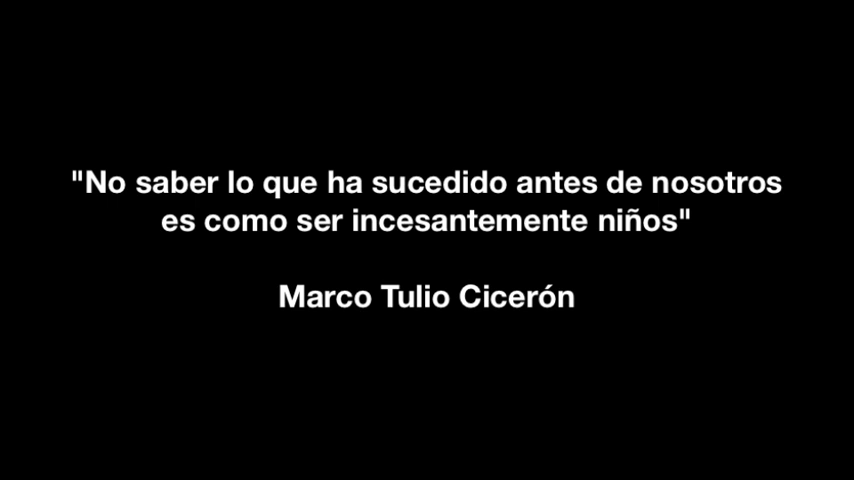 "No saber lo que ha sucedido antes de nosotros
es como ser incesantemente niños"
Marco Tulio Cicerón